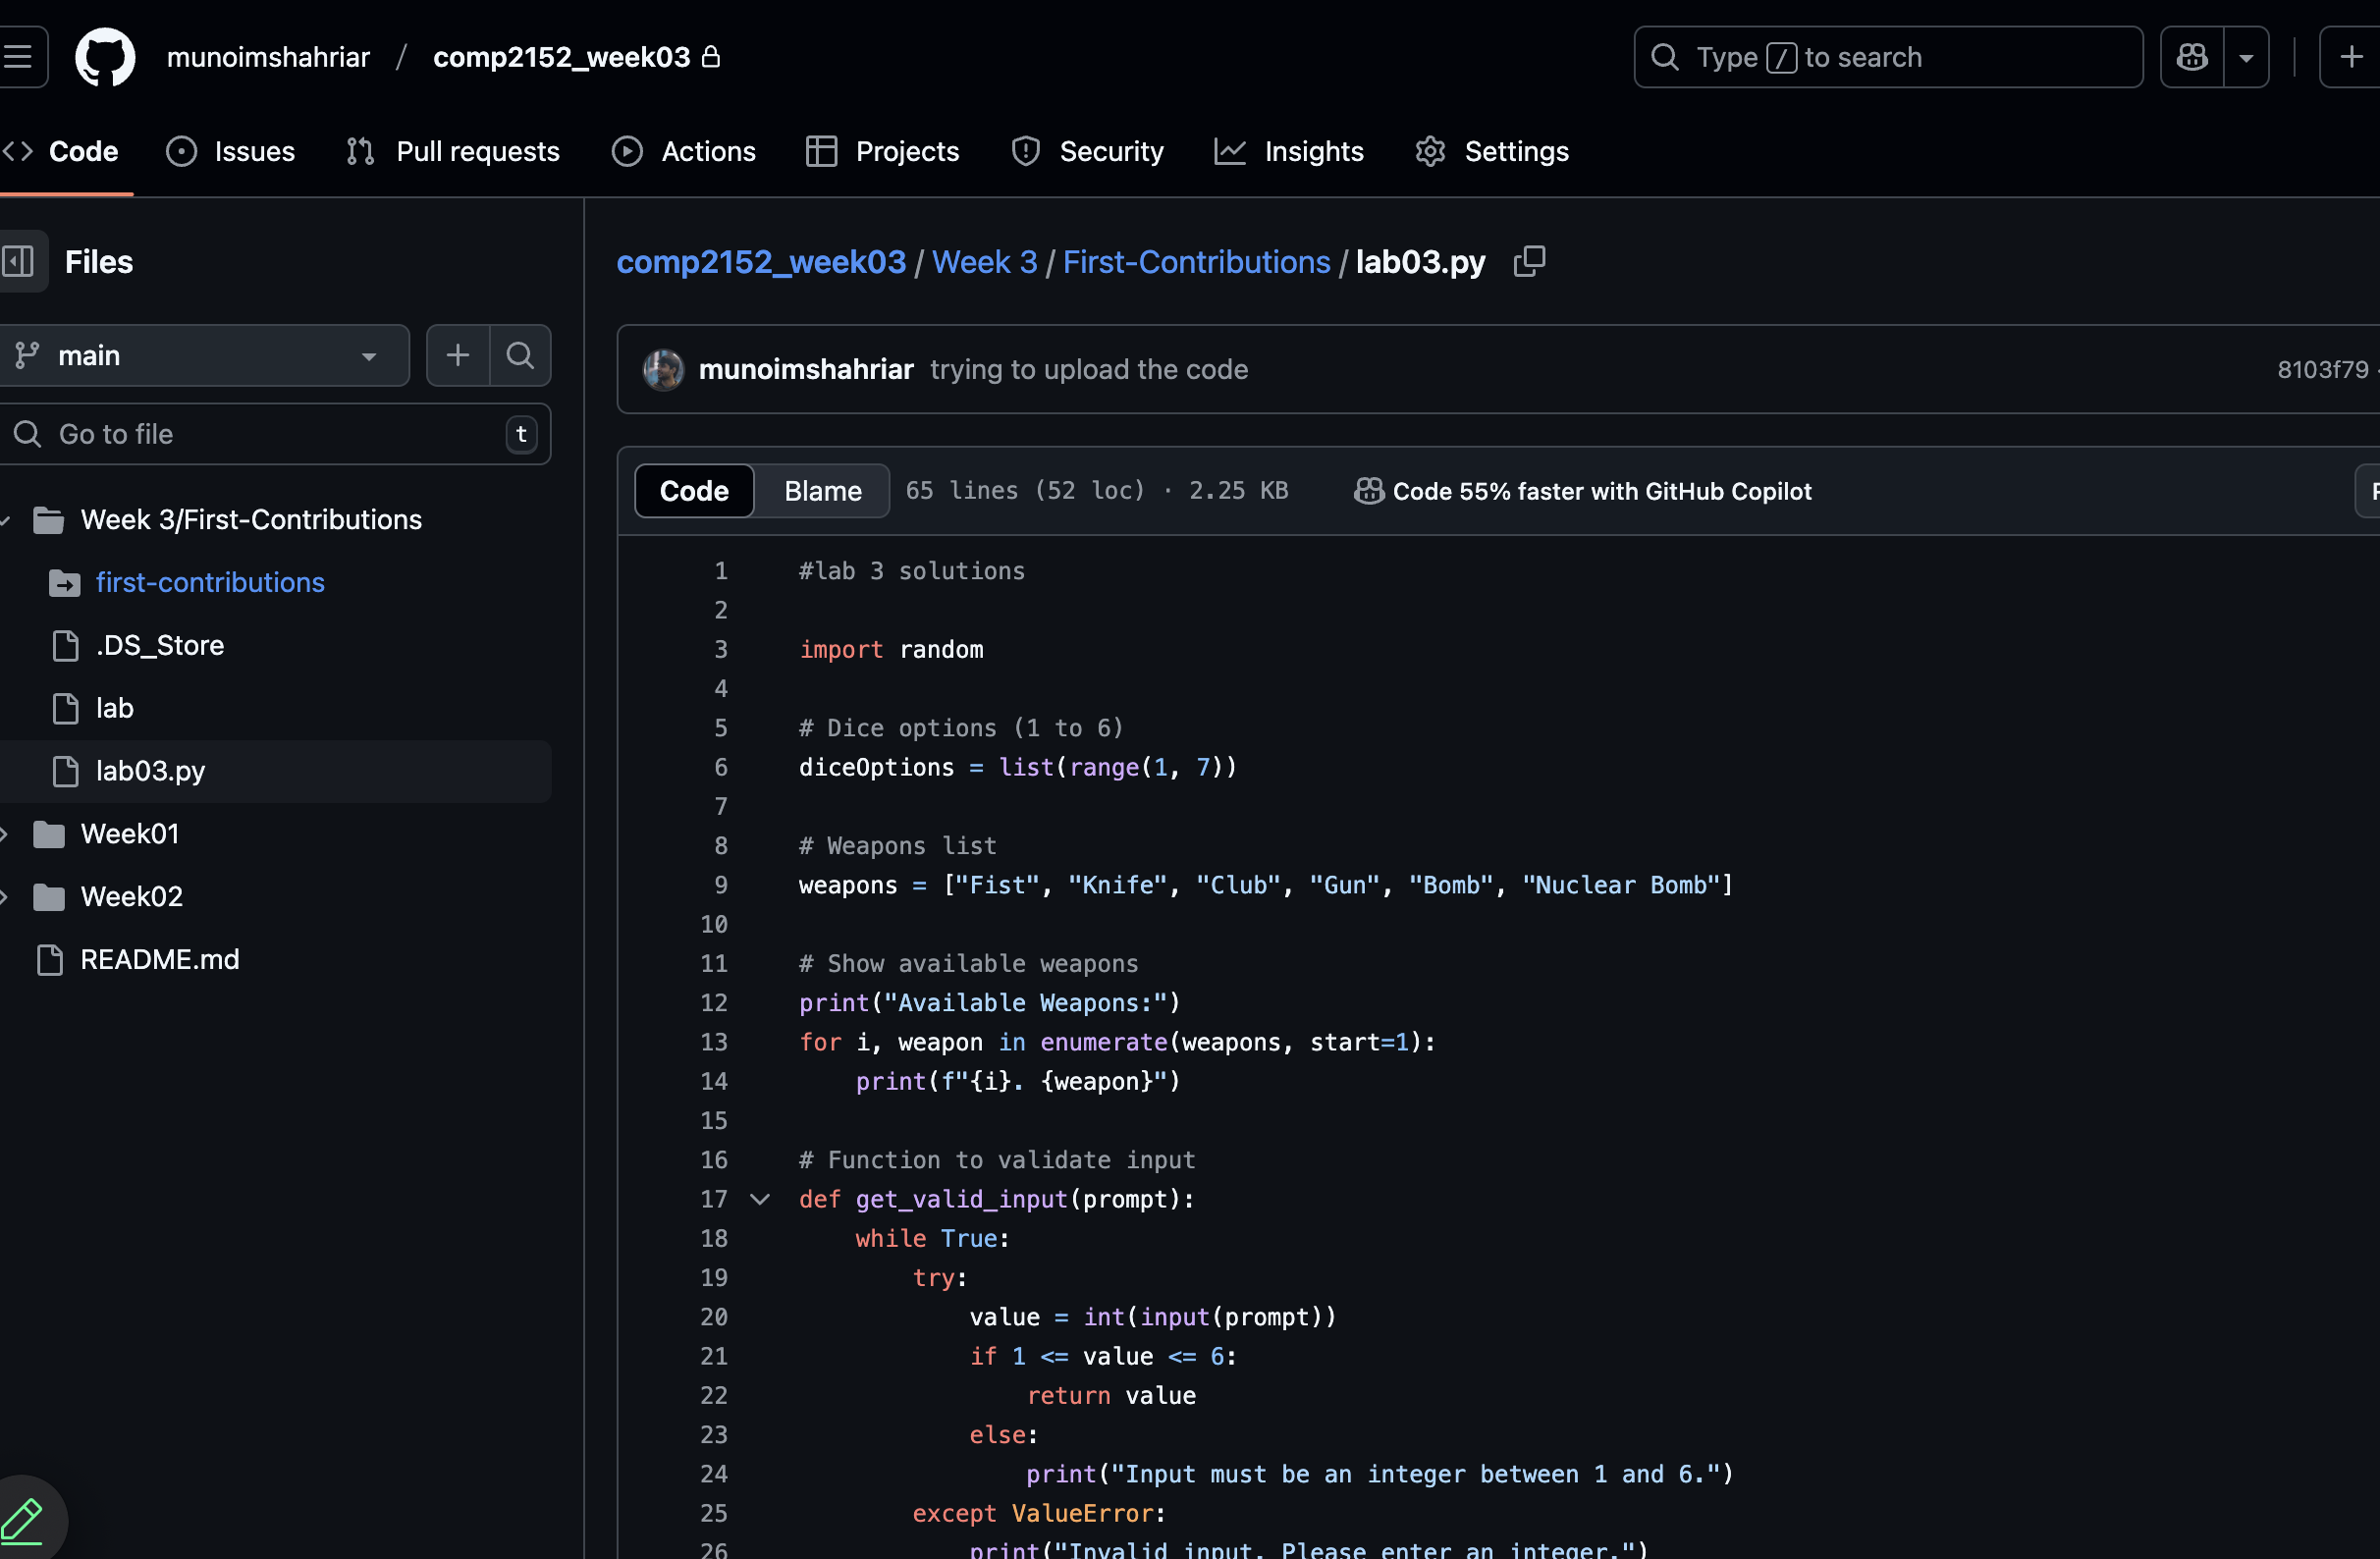 munoimshahriar / comp2152_week03
Type / to search
Code Issues Pull requests Actions Projects Security Insights Settings
Files
main
Go to file t
Week 3/First-Contributions
first-contributions
.DS_Store
lab
lab03.py
Week01
Week02
README.md
comp2152_week03 / Week 3 / First-Contributions / lab03.py
munoimshahriar trying to upload the code 8103f79
Code Blame 65 lines (52 loc) · 2.25 KB Code 55% faster with GitHub Copilot
1 #lab 3 solutions
2
3 import random
4
5 # Dice options (1 to 6)
6 diceOptions = list(range(1, 7))
7
8 # Weapons list
9 weapons = ["Fist", "Knife", "Club", "Gun", "Bomb", "Nuclear Bomb"]
10
11 # Show available weapons
12 print("Available Weapons:")
13 for i, weapon in enumerate(weapons, start=1):
14     print(f"{i}. {weapon}")
15
16 # Function to validate input
17 def get_valid_input(prompt):
18     while True:
19         try:
20             value = int(input(prompt))
21             if 1 <= value <= 6:
22                 return value
23             else:
24                 print("Input must be an integer between 1 and 6.")
25         except ValueError:
26             print("Invalid input. Please enter an integer.")